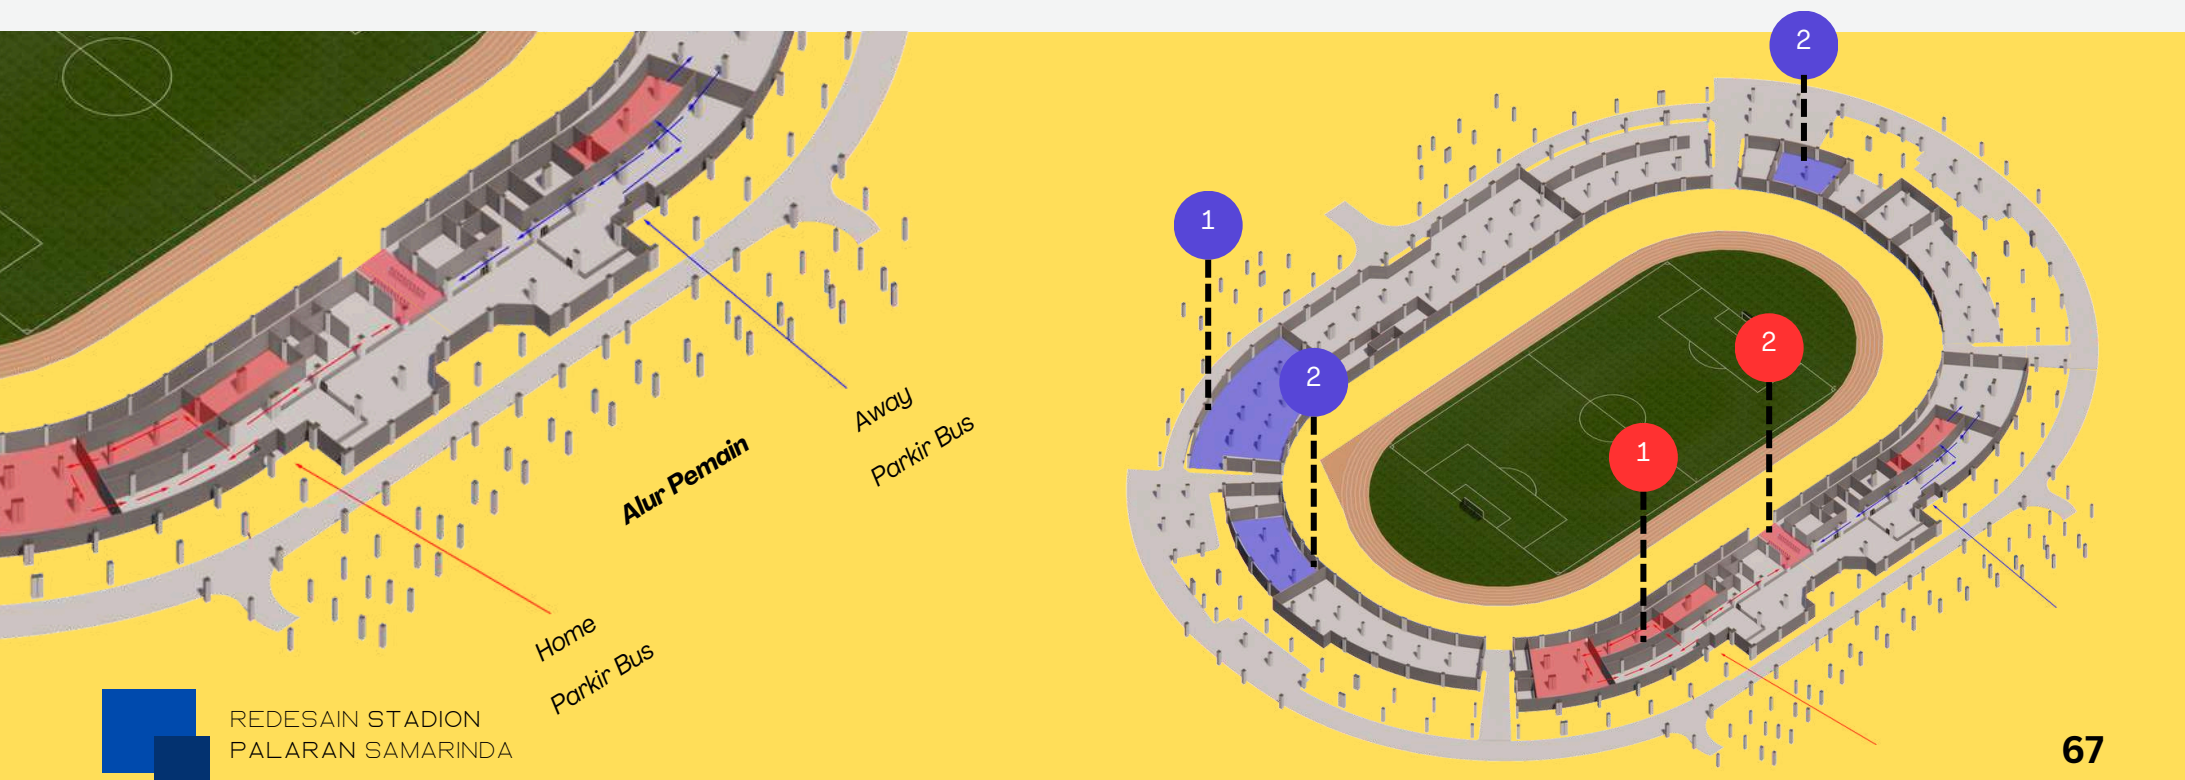 2
1
2
2
1
Away
Parkir Bus
Alur Pemain
Home
Parkir Bus
REDESAIN STADION
PALARAN SAMARINDA
67